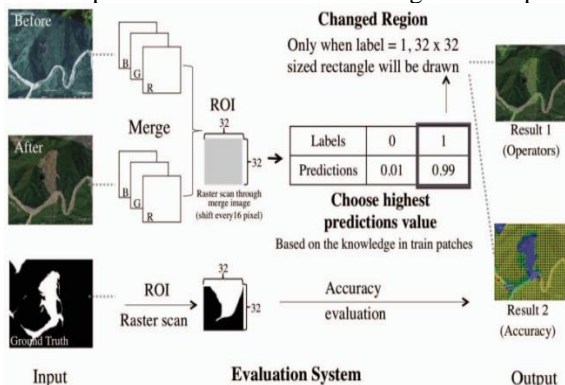 Before
B
G
R
Merge
After
B
G
R
ROI
32
32
Raster scan through
merge image
(shift every16 pixel)
Changed Region
Only when label = 1, 32 x 32
sized rectangle will be drawn
Labels 0 1
Predictions 0.01 0.99
Choose highest
predictions value
Based on the knowledge in train patches
Result 1
(Operators)
Ground Truth
ROI
Raster scan
32
32
Accuracy
evaluation
Result 2
(Accuracy)
Input
Evaluation System
Output